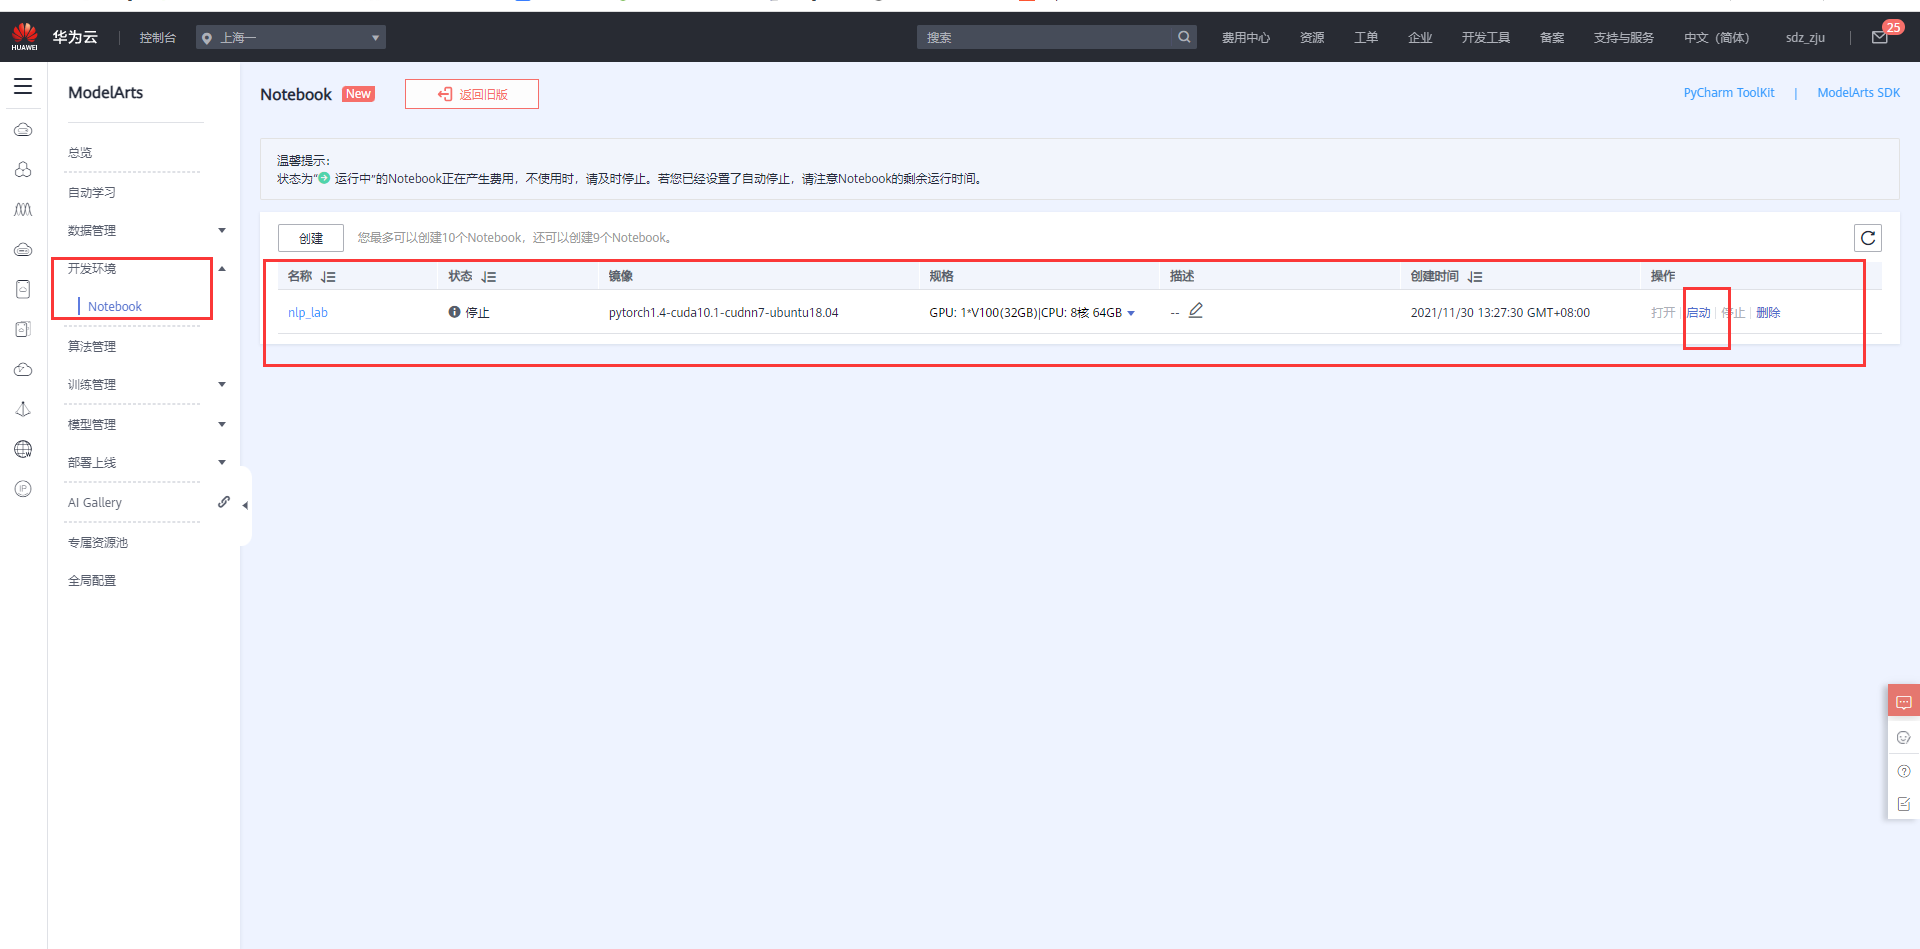 HUAWEI 华为云 控制台 上海一 搜索 费用中心 资源 工单 企业 开发工具 备案 支持与服务 中文（简体） sdz_zju 25
ModelArts
总览
自动学习
数据管理
开发环境
Notebook
算法管理
训练管理
模型管理
部署上线
AI Gallery
专属资源池
全局配置
Notebook New 返回旧版 PyCharm ToolKit | ModelArts SDK
温馨提示：
状态为“ 运行中”的Notebook正在产生费用，不使用时，请及时停止。若您已经设置了自动停止，请注意Notebook的剩余运行时间。
创建 您最多可以创建10个Notebook，还可以创建9个Notebook。
名称 状态 镜像 规格 描述 创建时间 操作
nlp_lab 停止 pytorch1.4-cuda10.1-cudnn7-ubuntu18.04 GPU: 1*V100(32GB)|CPU: 8核 64GB -- 2021/11/30 13:27:30 GMT+08:00 打开 | 启动 | 停止 | 删除